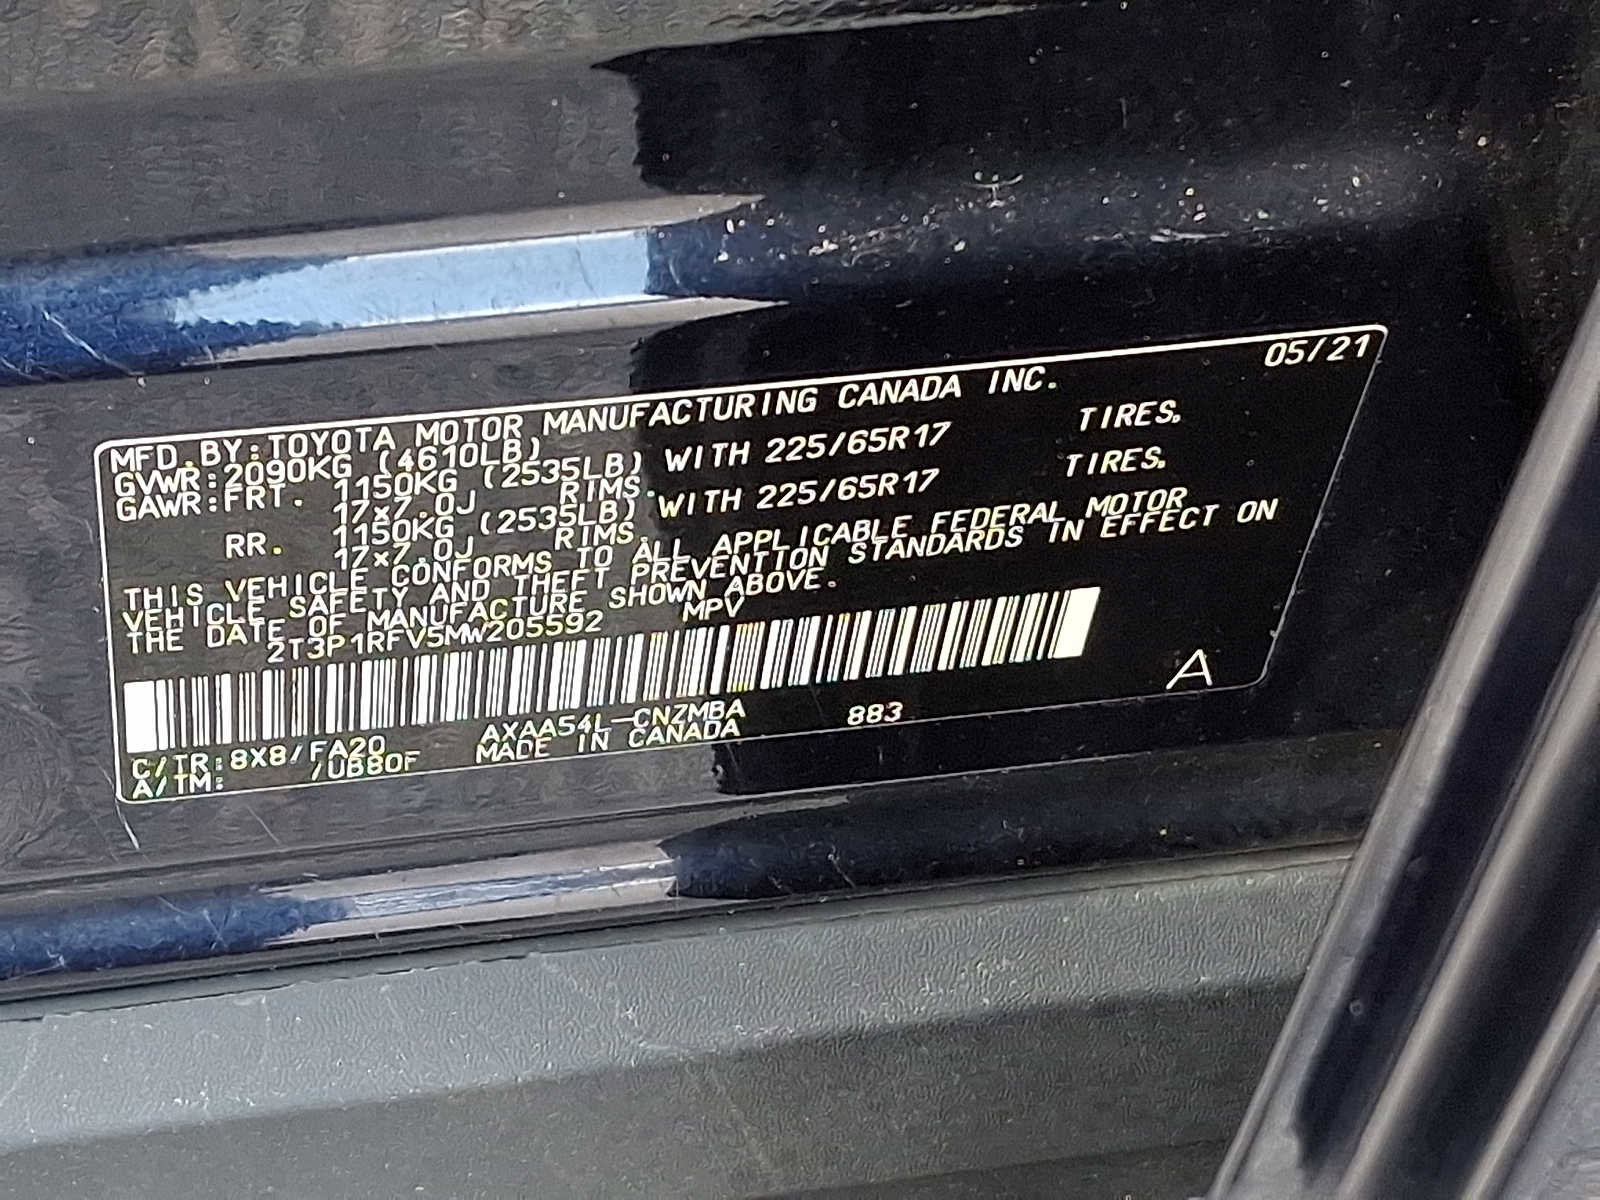 05/21
MFD.BY:TOYOTA MOTOR MANUFACTURING CANADA INC.
GVWR:2090KG (4610LB)
GAWR:FRT. 1150KG (2535LB) WITH 225/65R17 TIRES.
17x7.0J RIMS.
RR. 1150KG (2535LB) WITH 225/65R17 TIRES.
17x7.0J RIMS.
THIS VEHICLE CONFORMS TO ALL APPLICABLE FEDERAL MOTOR
VEHICLE SAFETY AND THEFT PREVENTION STANDARDS IN EFFECT ON
THE DATE OF MANUFACTURE SHOWN ABOVE.
2T3P1RFV5MW205592 MPV
A
C/TR:8X8/FA20 AXAA54L-CNZMBA 883
A/TM: /UB80F MADE IN CANADA